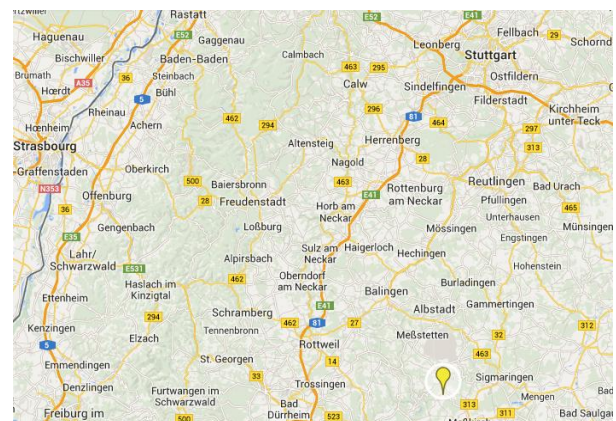 Rastatt
E52
E41
Fellbach
29
Haguenau
E52
Gaggenau
Leonberg
Schornd
Bischwiller
Baden-Baden
Calmbach
Stuttgart
Brumath
A35
36
Steinbach
463
295
Ostfildern
Hœrdt
Bühl
Calw
Sindelfingen
Rheinau
5
296
Filderstadt
Kirchheim
unter Teck
Hœnheim
Achern
462
294
81
464
297
Strasbourg
Altensteig
Herrenberg
313
Graffenstaden
Oberkirch
Nagold
28
Reutlingen
N353
500
Baiersbronn
463
Rottenburg
am Neckar
Bad Urach
Offenburg
28
Freudenstadt
E41
Pfullingen
36
Gengenbach
Horb am
Neckar
Unterhausen
465
E35
Loßburg
Mössingen
Münsingen
Lahr/
Schwarzwald
Sulz am
Neckar
Haigerloch
Engstingen
E531
Alpirsbach
Hechingen
Hohenstein
Haslach im
Kinzigtal
462
Oberndorf
am Neckar
Burladingen
Ettenheim
Balingen
294
Schramberg
E41
Albstadt
Gammertingen
Kenzingen
Tennenbronn
462
81
27
Meßstetten
32
312
5
Elzach
Rottweil
463
Emmendingen
St. Georgen
14
Sigmaringen
Denzlingen
33
Trossingen
Mengen
Furtwangen im
Schwarzwald
Bad
Dürrheim
313
311
Freiburg im
500
523
Bad Saulgau